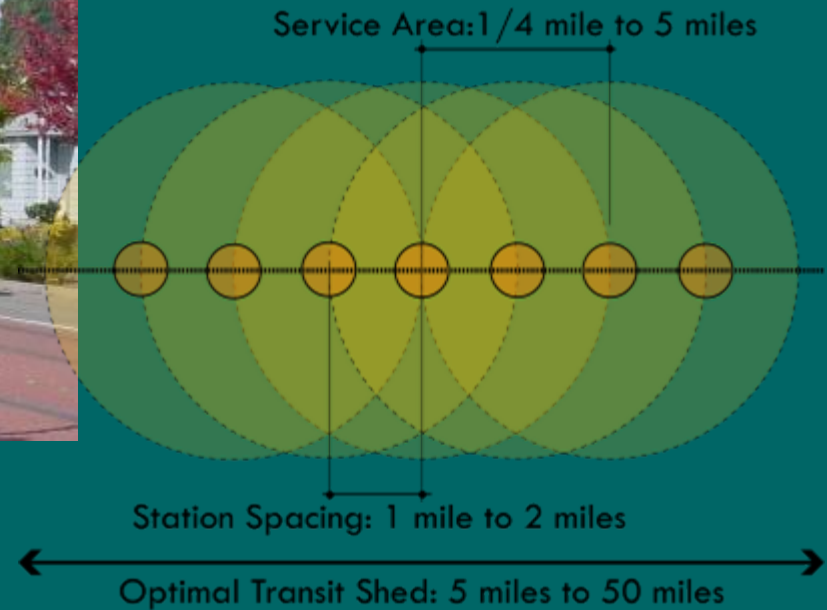 Service Area:1/4 mile to 5 miles
Station Spacing: 1 mile to 2 miles
Optimal Transit Shed: 5 miles to 50 miles